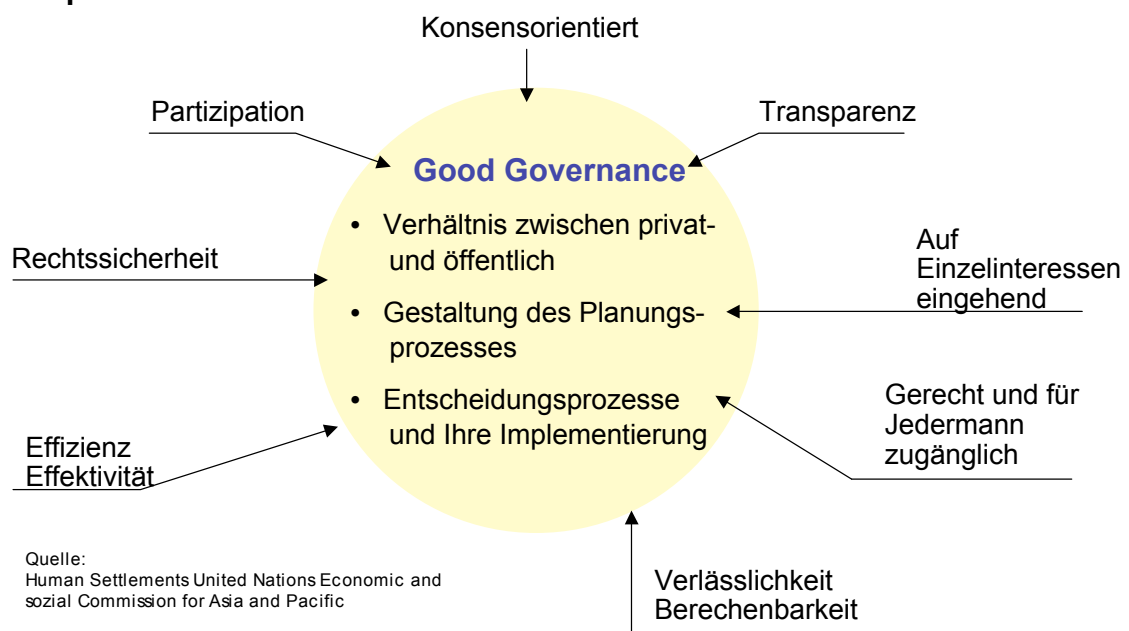 Konsensorientiert
Partizipation
Transparenz
Good Governance
• Verhältnis zwischen privat-
und öffentlich
• Gestaltung des Planungs-
prozesses
• Entscheidungsprozesse
und Ihre Implementierung
Rechtssicherheit
Auf
Einzelinteressen
eingehend
Effizienz
Effektivität
Gerecht und für
Jedermann
zugänglich
Quelle:
Human Settlements United Nations Economic and
sozial Commission for Asia and Pacific
Verlässlichkeit
Berechenbarkeit